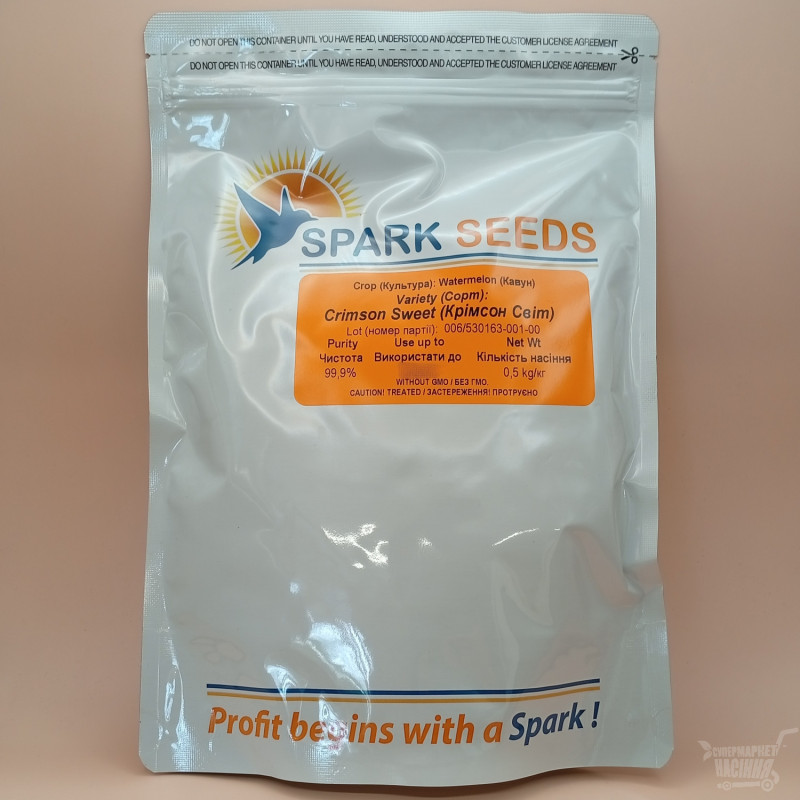 DO NOT OPEN THIS CONTAINER UNTIL YOU HAVE READ, UNDERSTOOD AND ACCEPTED THE CUSTOMER LICENSE AGREEMENT
DO NOT OPEN THIS CONTAINER UNTIL YOU HAVE READ, UNDERSTOOD AND ACCEPTED THE CUSTOMER LICENSE AGREEMENT
SPARK SEEDS
Crop (Культура): Watermelon (Кавун)
Variety (Сорт):
Crimson Sweet (Крімсон Світ)
Lot (номер партії): 006/530163-001-00
Purity Use up to Net Wt
Чистота Використати до Кількість насіння
99,9% 0,5 kg/кг
WITHOUT GMO / БЕЗ ГМО.
CAUTION! TREATED / ЗАСТЕРЕЖЕННЯ! ПРОТРУЄНО
Profit begins with a Spark !
СУПЕРМАРКЕТ
НАСІННЯ